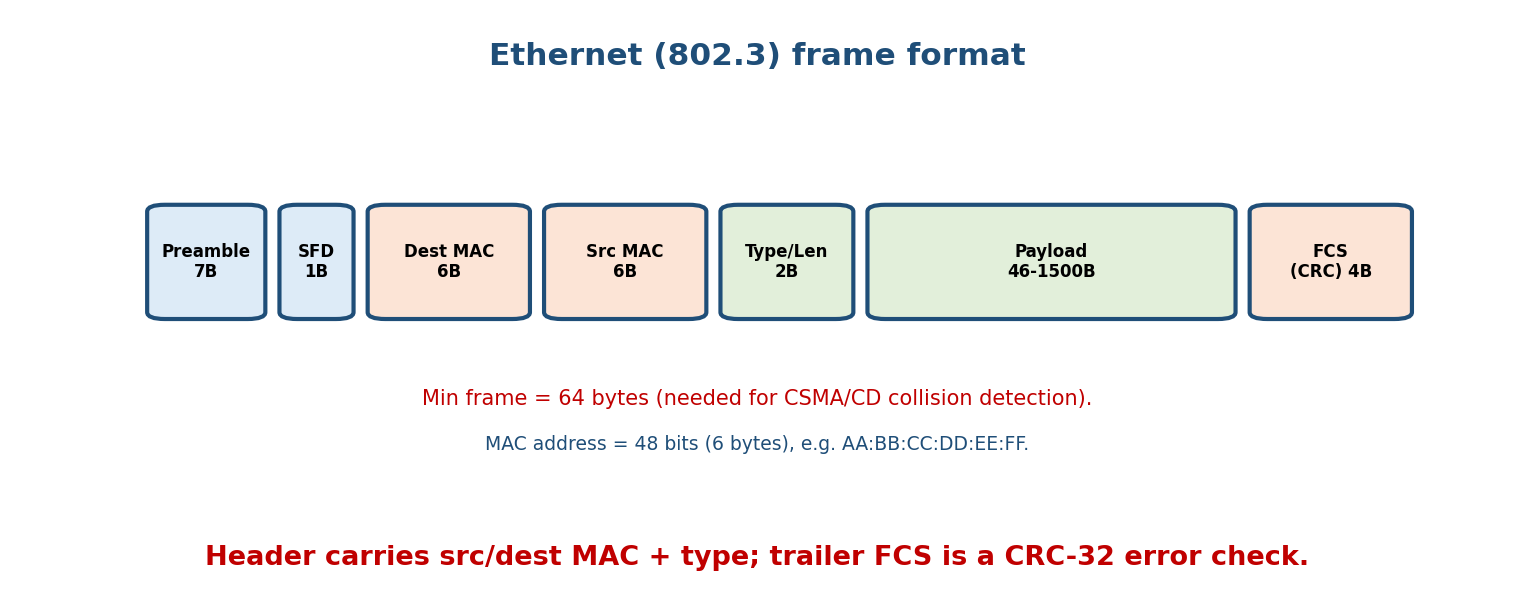 Ethernet (802.3) frame format
Preamble
7B
SFD
1B
Dest MAC
6B
Src MAC
6B
Type/Len
2B
Payload
46-1500B
FCS
(CRC) 4B
Min frame = 64 bytes (needed for CSMA/CD collision detection).
MAC address = 48 bits (6 bytes), e.g. AA:BB:CC:DD:EE:FF.
Header carries src/dest MAC + type; trailer FCS is a CRC-32 error check.